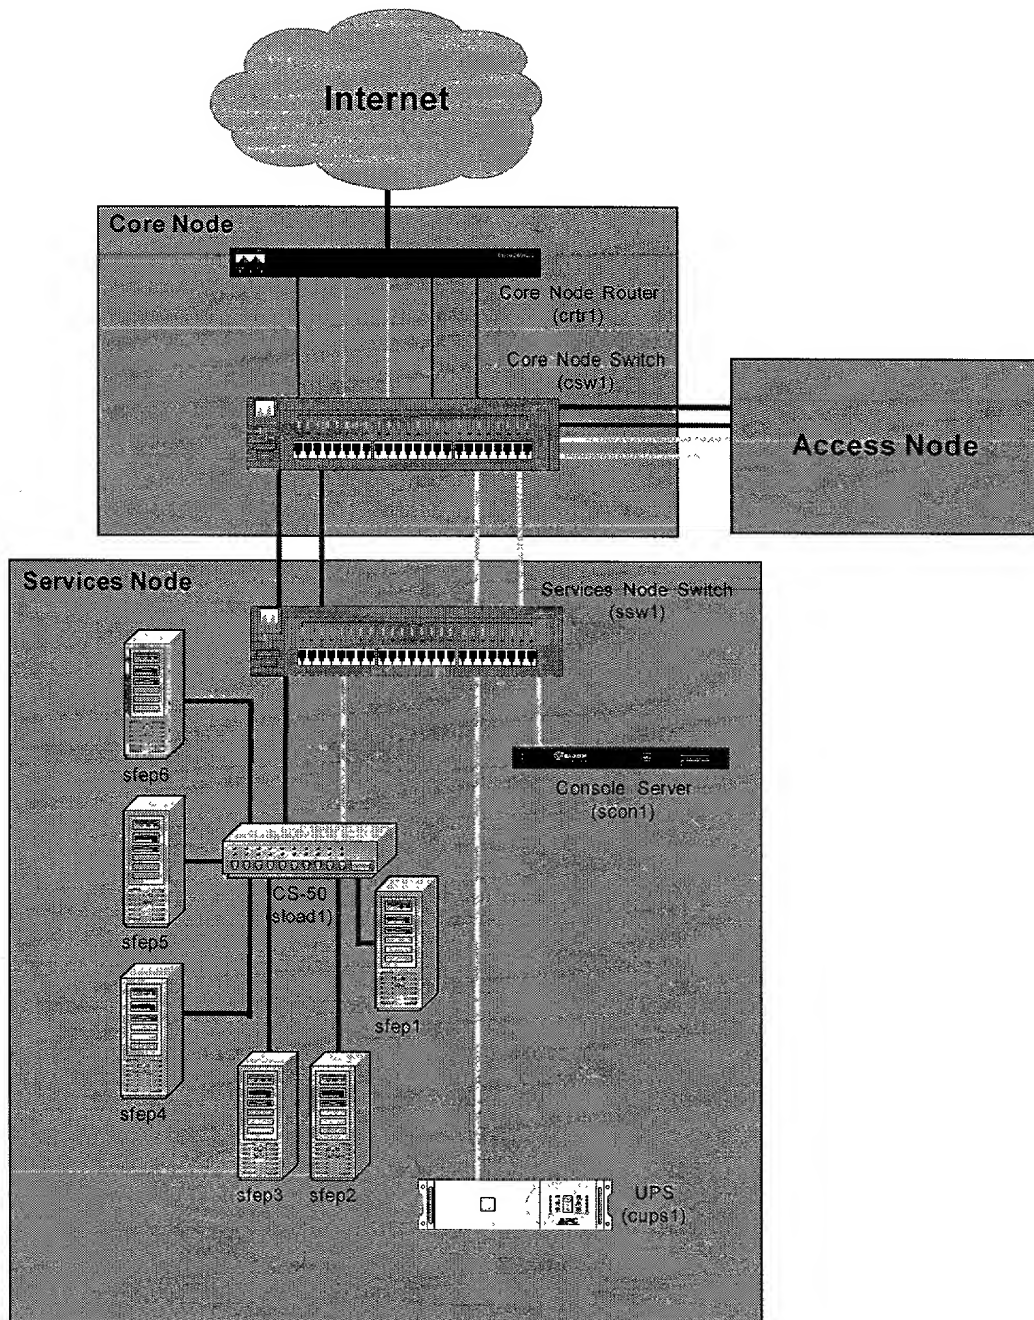 Internet
Core Node
Core Node Router
(crtr1)
Core Node Switch
(csw1)
Access Node
Services Node
Services Node Switch
(ssw1)
sfep6
Console Server
(scon1)
CS-50
(sload1)
sfep5
sfep1
sfep4
sfep3
sfep2
UPS
(cups1)
APC